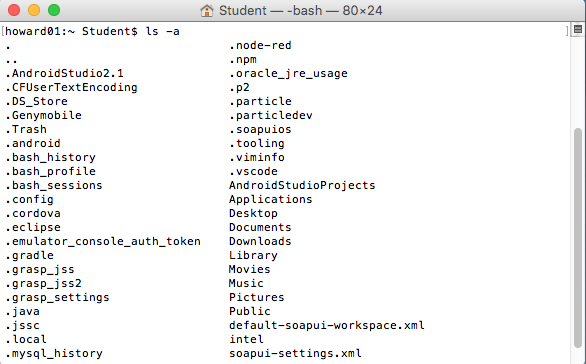 Student — -bash — 80×24
[howard01:~ Student$ ls -a ]
. .node-red
.. .npm
.AndroidStudio2.1 .oracle_jre_usage
.CFUserTextEncoding .p2
.DS_Store .particle
.Genymobile .particledev
.Trash .soapuios
.android .tooling
.bash_history .viminfo
.bash_profile .vscode
.bash_sessions AndroidStudioProjects
.config Applications
.cordova Desktop
.eclipse Documents
.emulator_console_auth_token Downloads
.gradle Library
.grasp_jss Movies
.grasp_jss2 Music
.grasp_settings Pictures
.java Public
.jssc default-soapui-workspace.xml
.local intel
.mysql_history soapui-settings.xml